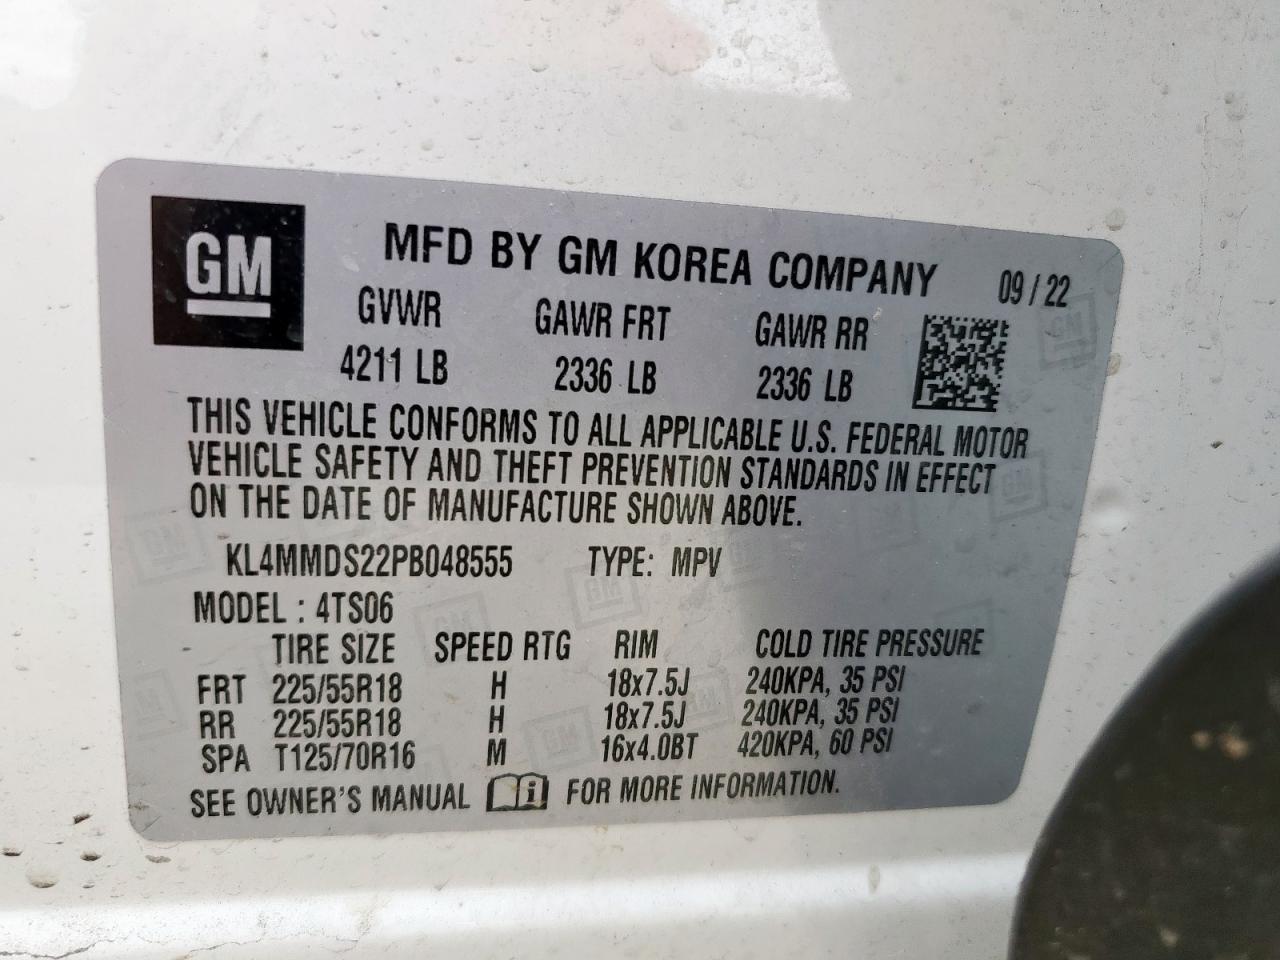 GM
MFD BY GM KOREA COMPANY 09 / 22
GVWR GAWR FRT GAWR RR
4211 LB 2336 LB 2336 LB
THIS VEHICLE CONFORMS TO ALL APPLICABLE U.S. FEDERAL MOTOR
VEHICLE SAFETY AND THEFT PREVENTION STANDARDS IN EFFECT
ON THE DATE OF MANUFACTURE SHOWN ABOVE.
KL4MMDS22PB048555 TYPE: MPV
MODEL : 4TS06
TIRE SIZE SPEED RTG RIM COLD TIRE PRESSURE
FRT 225/55R18 H 18x7.5J 240KPA, 35 PSI
RR 225/55R18 H 18x7.5J 240KPA, 35 PSI
SPA T125/70R16 M 16x4.0BT 420KPA, 60 PSI
SEE OWNER'S MANUAL i FOR MORE INFORMATION.